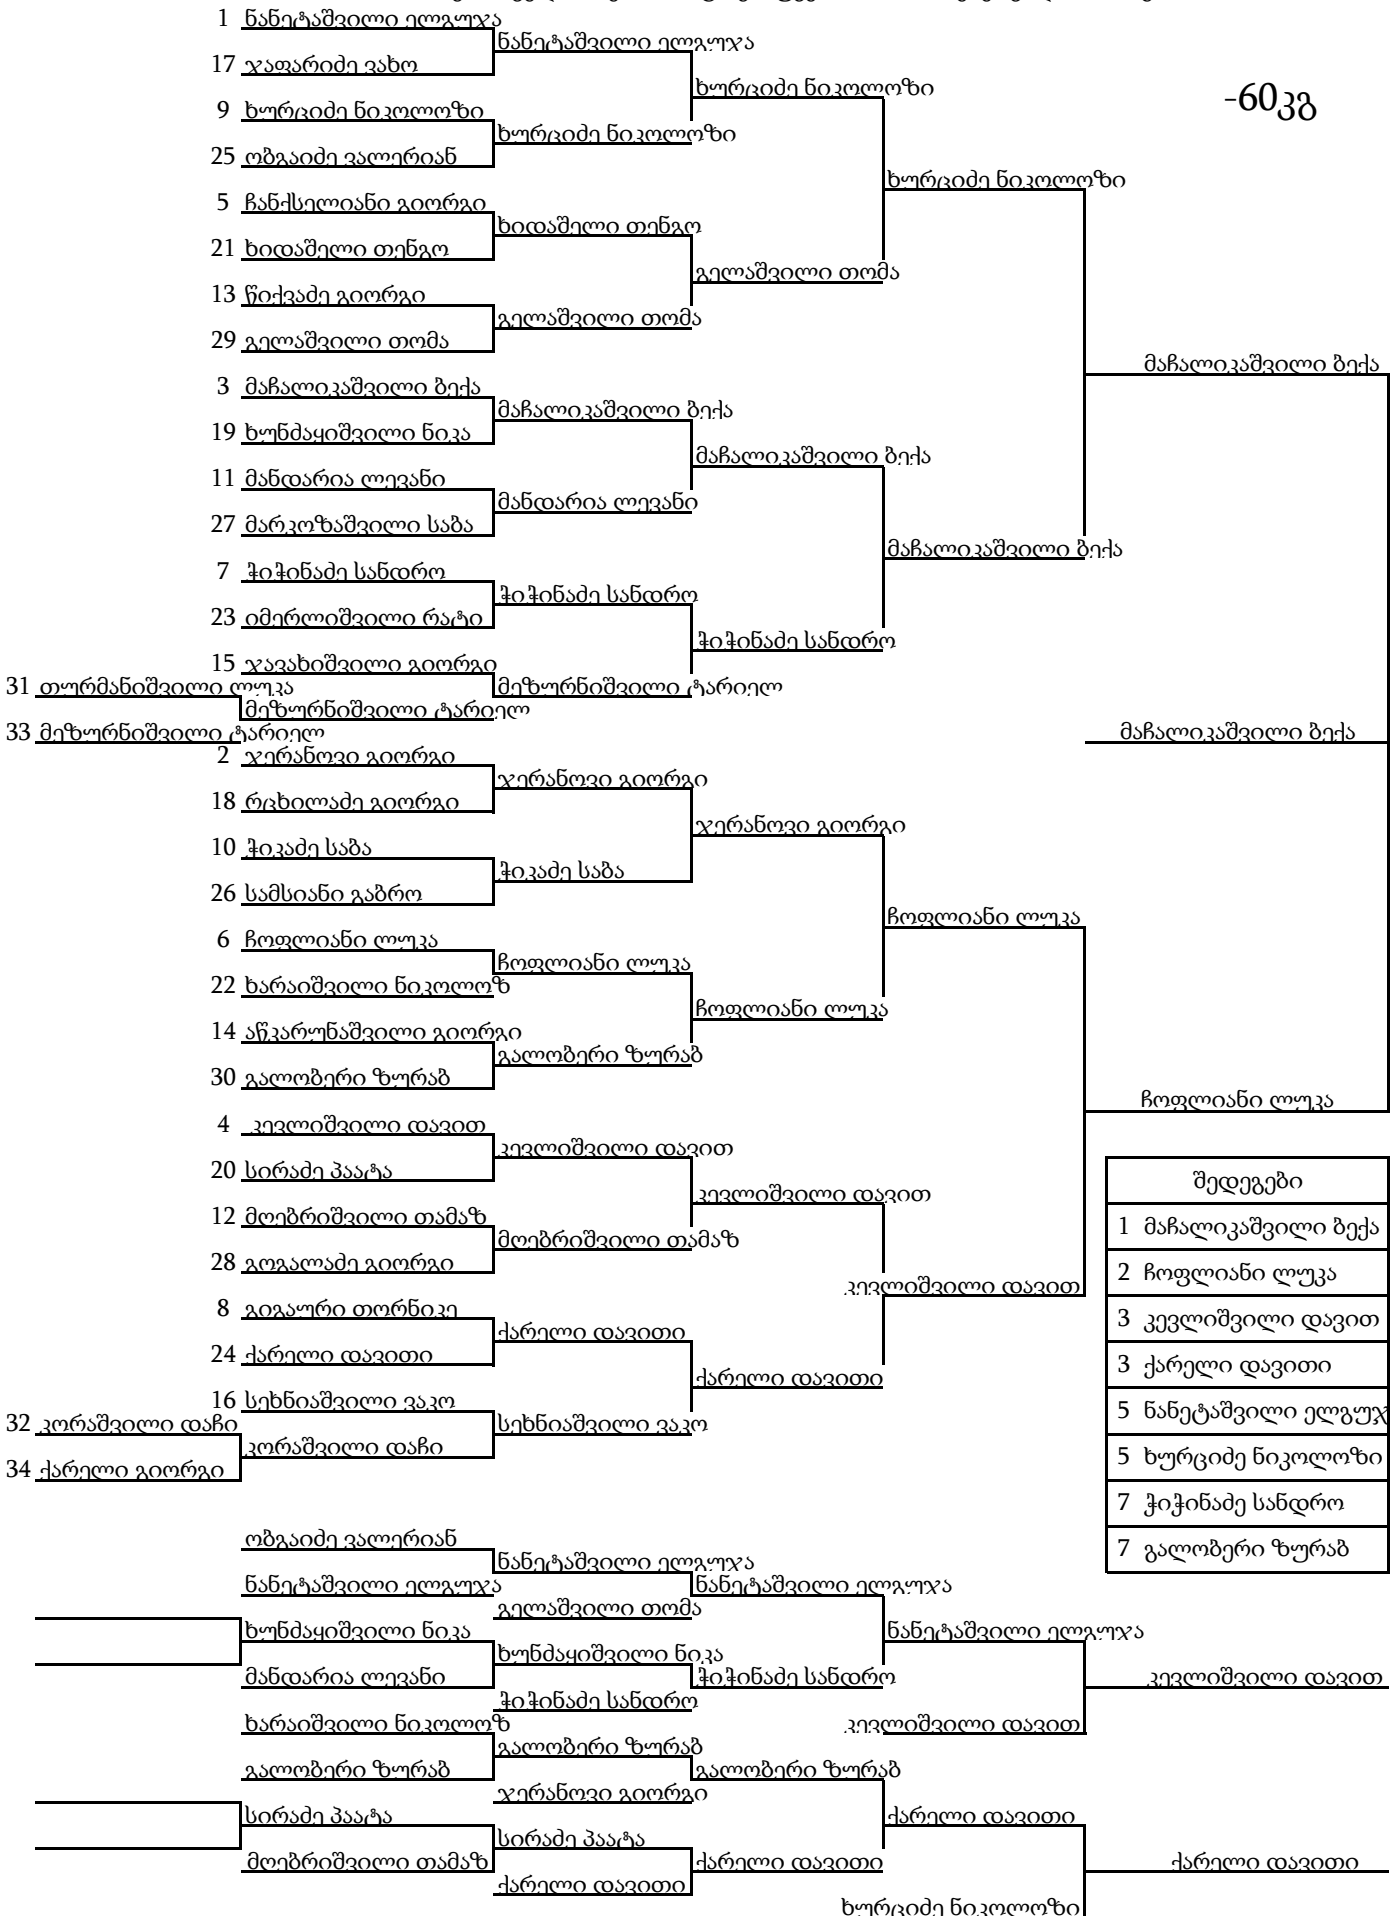 1 ნანეტაშვილი ელგუჯა
ნანეტაშვილი ელგუჯა
17 ჯაფარიძე ვახო
ხურციძე ნიკოლოზი
-60კგ
9 ხურციძე ნიკოლოზი
ხურციძე ნიკოლოზი
25 ობგაიძე ვალერიან
ხურციძე ნიკოლოზი
5 ჩანქსელიანი გიორგი
ხიდაშელი თენგო
21 ხიდაშელი თენგო
გელაშვილი თომა
13 წიქვაძე გიორგი
გელაშვილი თომა
29 გელაშვილი თომა
მაჩალიკაშვილი ბექა
3 მაჩალიკაშვილი ბექა
მაჩალიკაშვილი ბექა
19 ხუნძაყიშვილი ნიკა
მაჩალიკაშვილი ბექა
11 მანდარია ლევანი
მანდარია ლევანი
27 მარკოზაშვილი საბა
მაჩალიკაშვილი ბექა
7 ჭიჭინაძე სანდრო
ჭიჭინაძე სანდრო
23 იმერლიშვილი რატი
ჭიჭინაძე სანდრო
15 ჯავახიშვილი გიორგი
31 თურმანიშვილი ლუკა
მეზურნიშვილი ტარიელ
მეზურნიშვილი ტარიელ
33 მეზურნიშვილი ტარიელ
მაჩალიკაშვილი ბექა
2 ჯერანოვი გიორგი
ჯერანოვი გიორგი
18 რცხილაძე გიორგი
ჯერანოვი გიორგი
10 ჭიკაძე საბა
ჭიკაძე საბა
26 სამსიანი გაბრო
ჩოფლიანი ლუკა
6 ჩოფლიანი ლუკა
ჩოფლიანი ლუკა
22 ხარაიშვილი ნიკოლოზ
ჩოფლიანი ლუკა
14 აწკარუნაშვილი გიორგი
გალობერი ზურაბ
30 გალობერი ზურაბ
ჩოფლიანი ლუკა
4 კევლიშვილი დავით
კევლიშვილი დავით
20 სირაძე პაატა
შედეგები
კევლიშვილი დავით
12 მღებრიშვილი თამაზ
1 მაჩალიკაშვილი ბექა
მღებრიშვილი თამაზ
28 გოგალაძე გიორგი
2 ჩოფლიანი ლუკა
კევლიშვილი დავით
8 გიგაური თორნიკე
3 კევლიშვილი დავით
ქარელი დავითი
24 ქარელი დავითი
3 ქარელი დავითი
ქარელი დავითი
16 სეხნიაშვილი ვაკო
5 ნანეტაშვილი ელგუჯ
32 კორაშვილი დაჩი
სეხნიაშვილი ვაკო
კორაშვილი დაჩი
5 ხურციძე ნიკოლოზი
34 ქარელი გიორგი
7 ჭიჭინაძე სანდრო
ობგაიძე ვალერიან
7 გალობერი ზურაბ
ნანეტაშვილი ელგუჯა
ნანეტაშვილი ელგუჯა
ნანეტაშვილი ელგუჯა
გელაშვილი თომა
ხუნძაყიშვილი ნიკა
ნანეტაშვილი ელგუჯა
ხუნძაყიშვილი ნიკა
მანდარია ლევანი
ჭიჭინაძე სანდრო
კევლიშვილი დავით
ჭიჭინაძე სანდრო
ხარაიშვილი ნიკოლოზ
კევლიშვილი დავით
გალობერი ზურაბ
გალობერი ზურაბ
გალობერი ზურაბ
ჯერანოვი გიორგი
სირაძე პაატა
ქარელი დავითი
სირაძე პაატა
მღებრიშვილი თამაზ
ქარელი დავითი
ქარელი დავითი
ქარელი დავითი
ხურციძე ნიკოლოზი